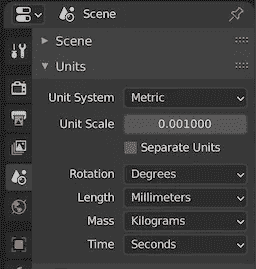 Scene
Scene
Units
Unit System Metric
Unit Scale 0.001000
Separate Units
Rotation Degrees
Length Millimeters
Mass Kilograms
Time Seconds